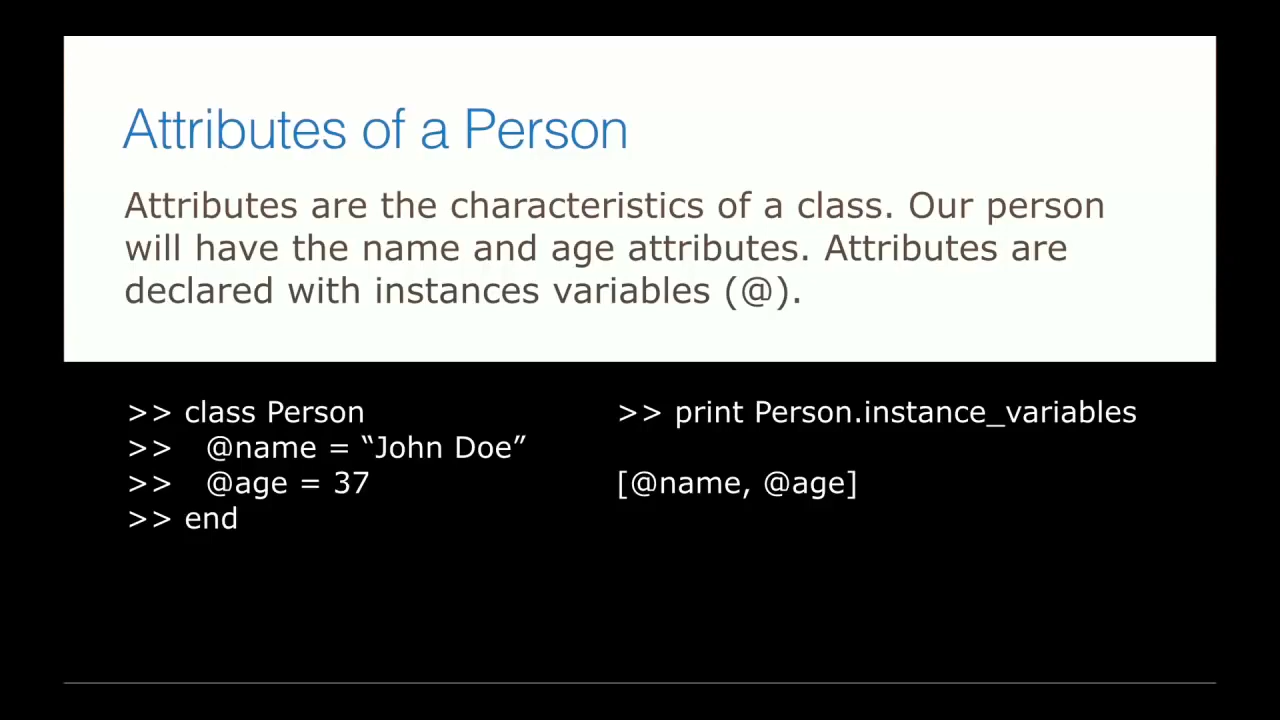 Attributes of a Person
Attributes are the characteristics of a class. Our person
will have the name and age attributes. Attributes are
declared with instances variables (@).
>> class Person
>>   @name = “John Doe”
>>   @age = 37
>> end
>> print Person.instance_variables
[@name, @age]